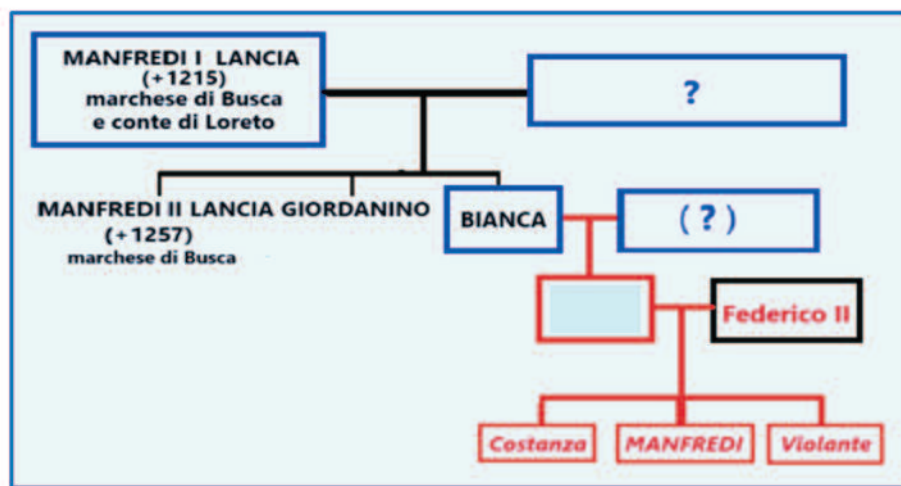 MANFREDI I LANCIA
(+1215)
marchese di Busca
e conte di Loreto
?
MANFREDI II LANCIA GIORDANINO
(+1257)
marchese di Busca
BIANCA
(?)
Federico II
Costanza
MANFREDI
Violante